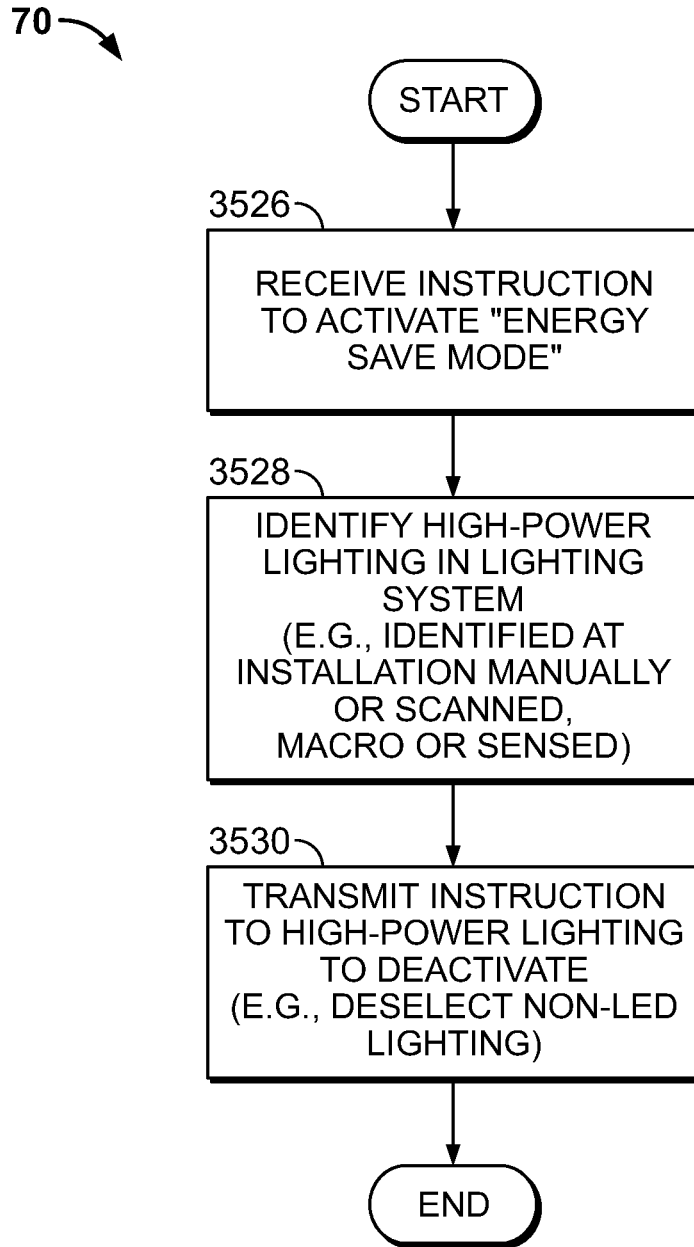 70
START
3526
RECEIVE INSTRUCTION
TO ACTIVATE "ENERGY
SAVE MODE"
3528
IDENTIFY HIGH-POWER
LIGHTING IN LIGHTING
SYSTEM
(E.G., IDENTIFIED AT
INSTALLATION MANUALLY
OR SCANNED,
MACRO OR SENSED)
3530
TRANSMIT INSTRUCTION
TO HIGH-POWER LIGHTING
TO DEACTIVATE
(E.G., DESELECT NON-LED
LIGHTING)
END